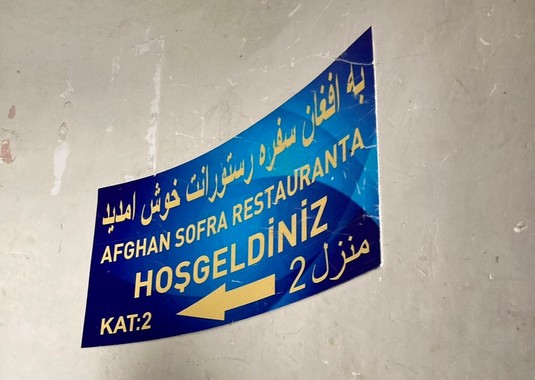 به افغان سفره رستورانت خوش امدید
AFGHAN SOFRA RESTAURANTA
HOŞGELDİNİZ
منزل 2
KAT:2